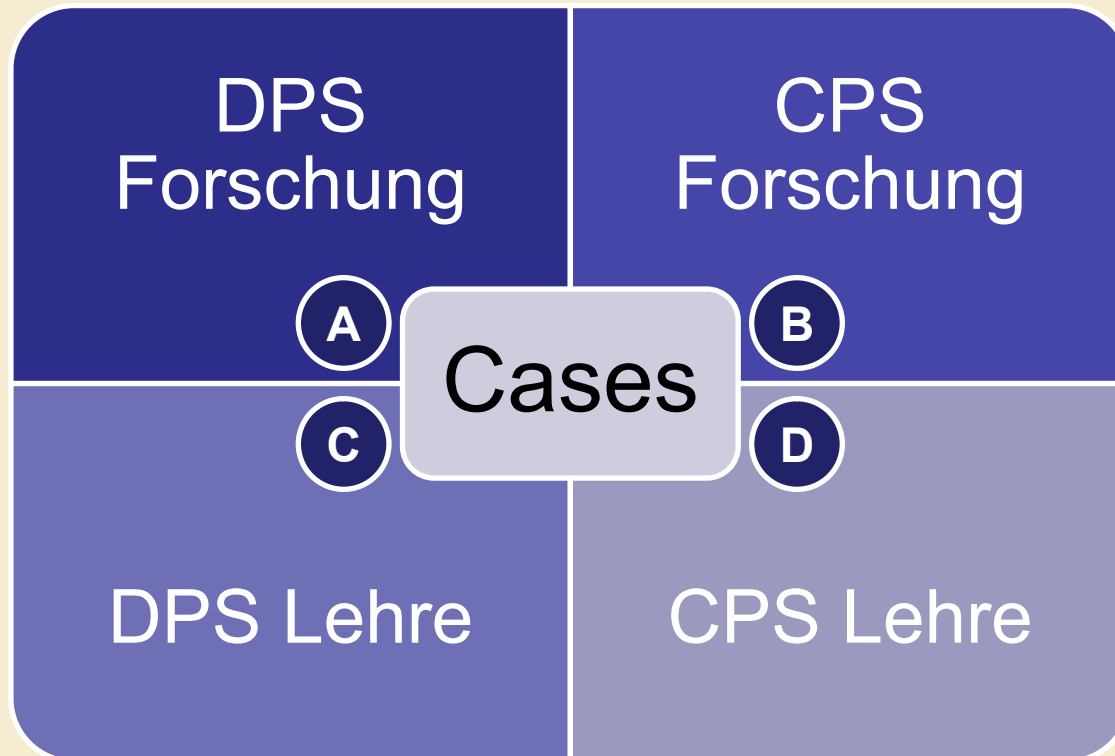 DPS
Forschung
CPS
Forschung
A
B
Cases
C
D
DPS Lehre
CPS Lehre